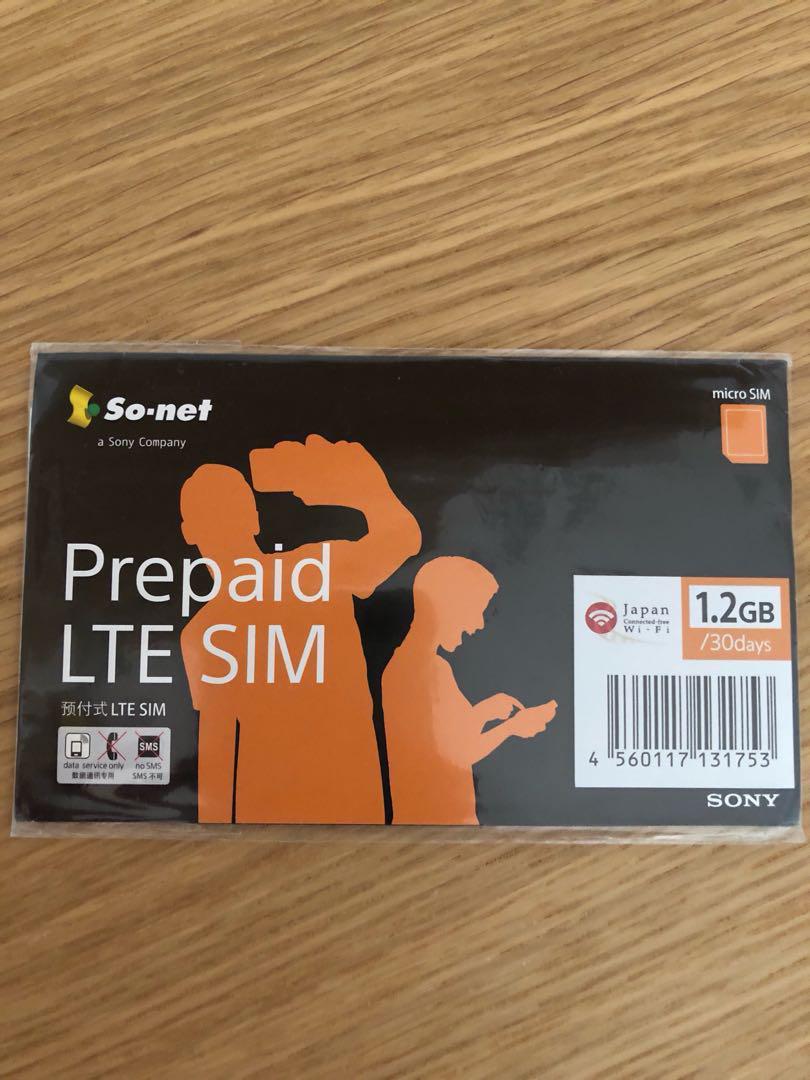 So-net
a Sony Company
micro SIM
Prepaid
LTE SIM
预付式 LTE SIM
SMS
data service only
no SMS
数据通讯专用
SMS 不可
Japan
Connected-free
Wi-Fi
1.2GB
/30days
4 560117 131753
SONY